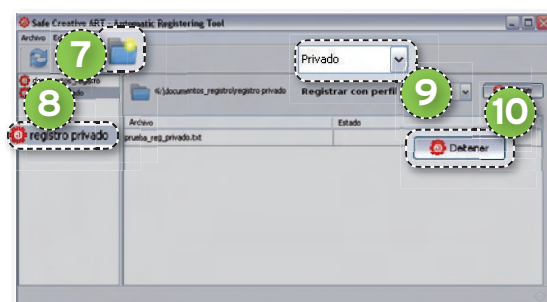 Safe Creative ART - Automatic Registering Tool
Archivo
7
Privado
registro
8
\documentos_registro\registro privado
Registrar con perfil
9
10
registro privado
Archivo
Estado
prueba_reg_privado.txt
Detener